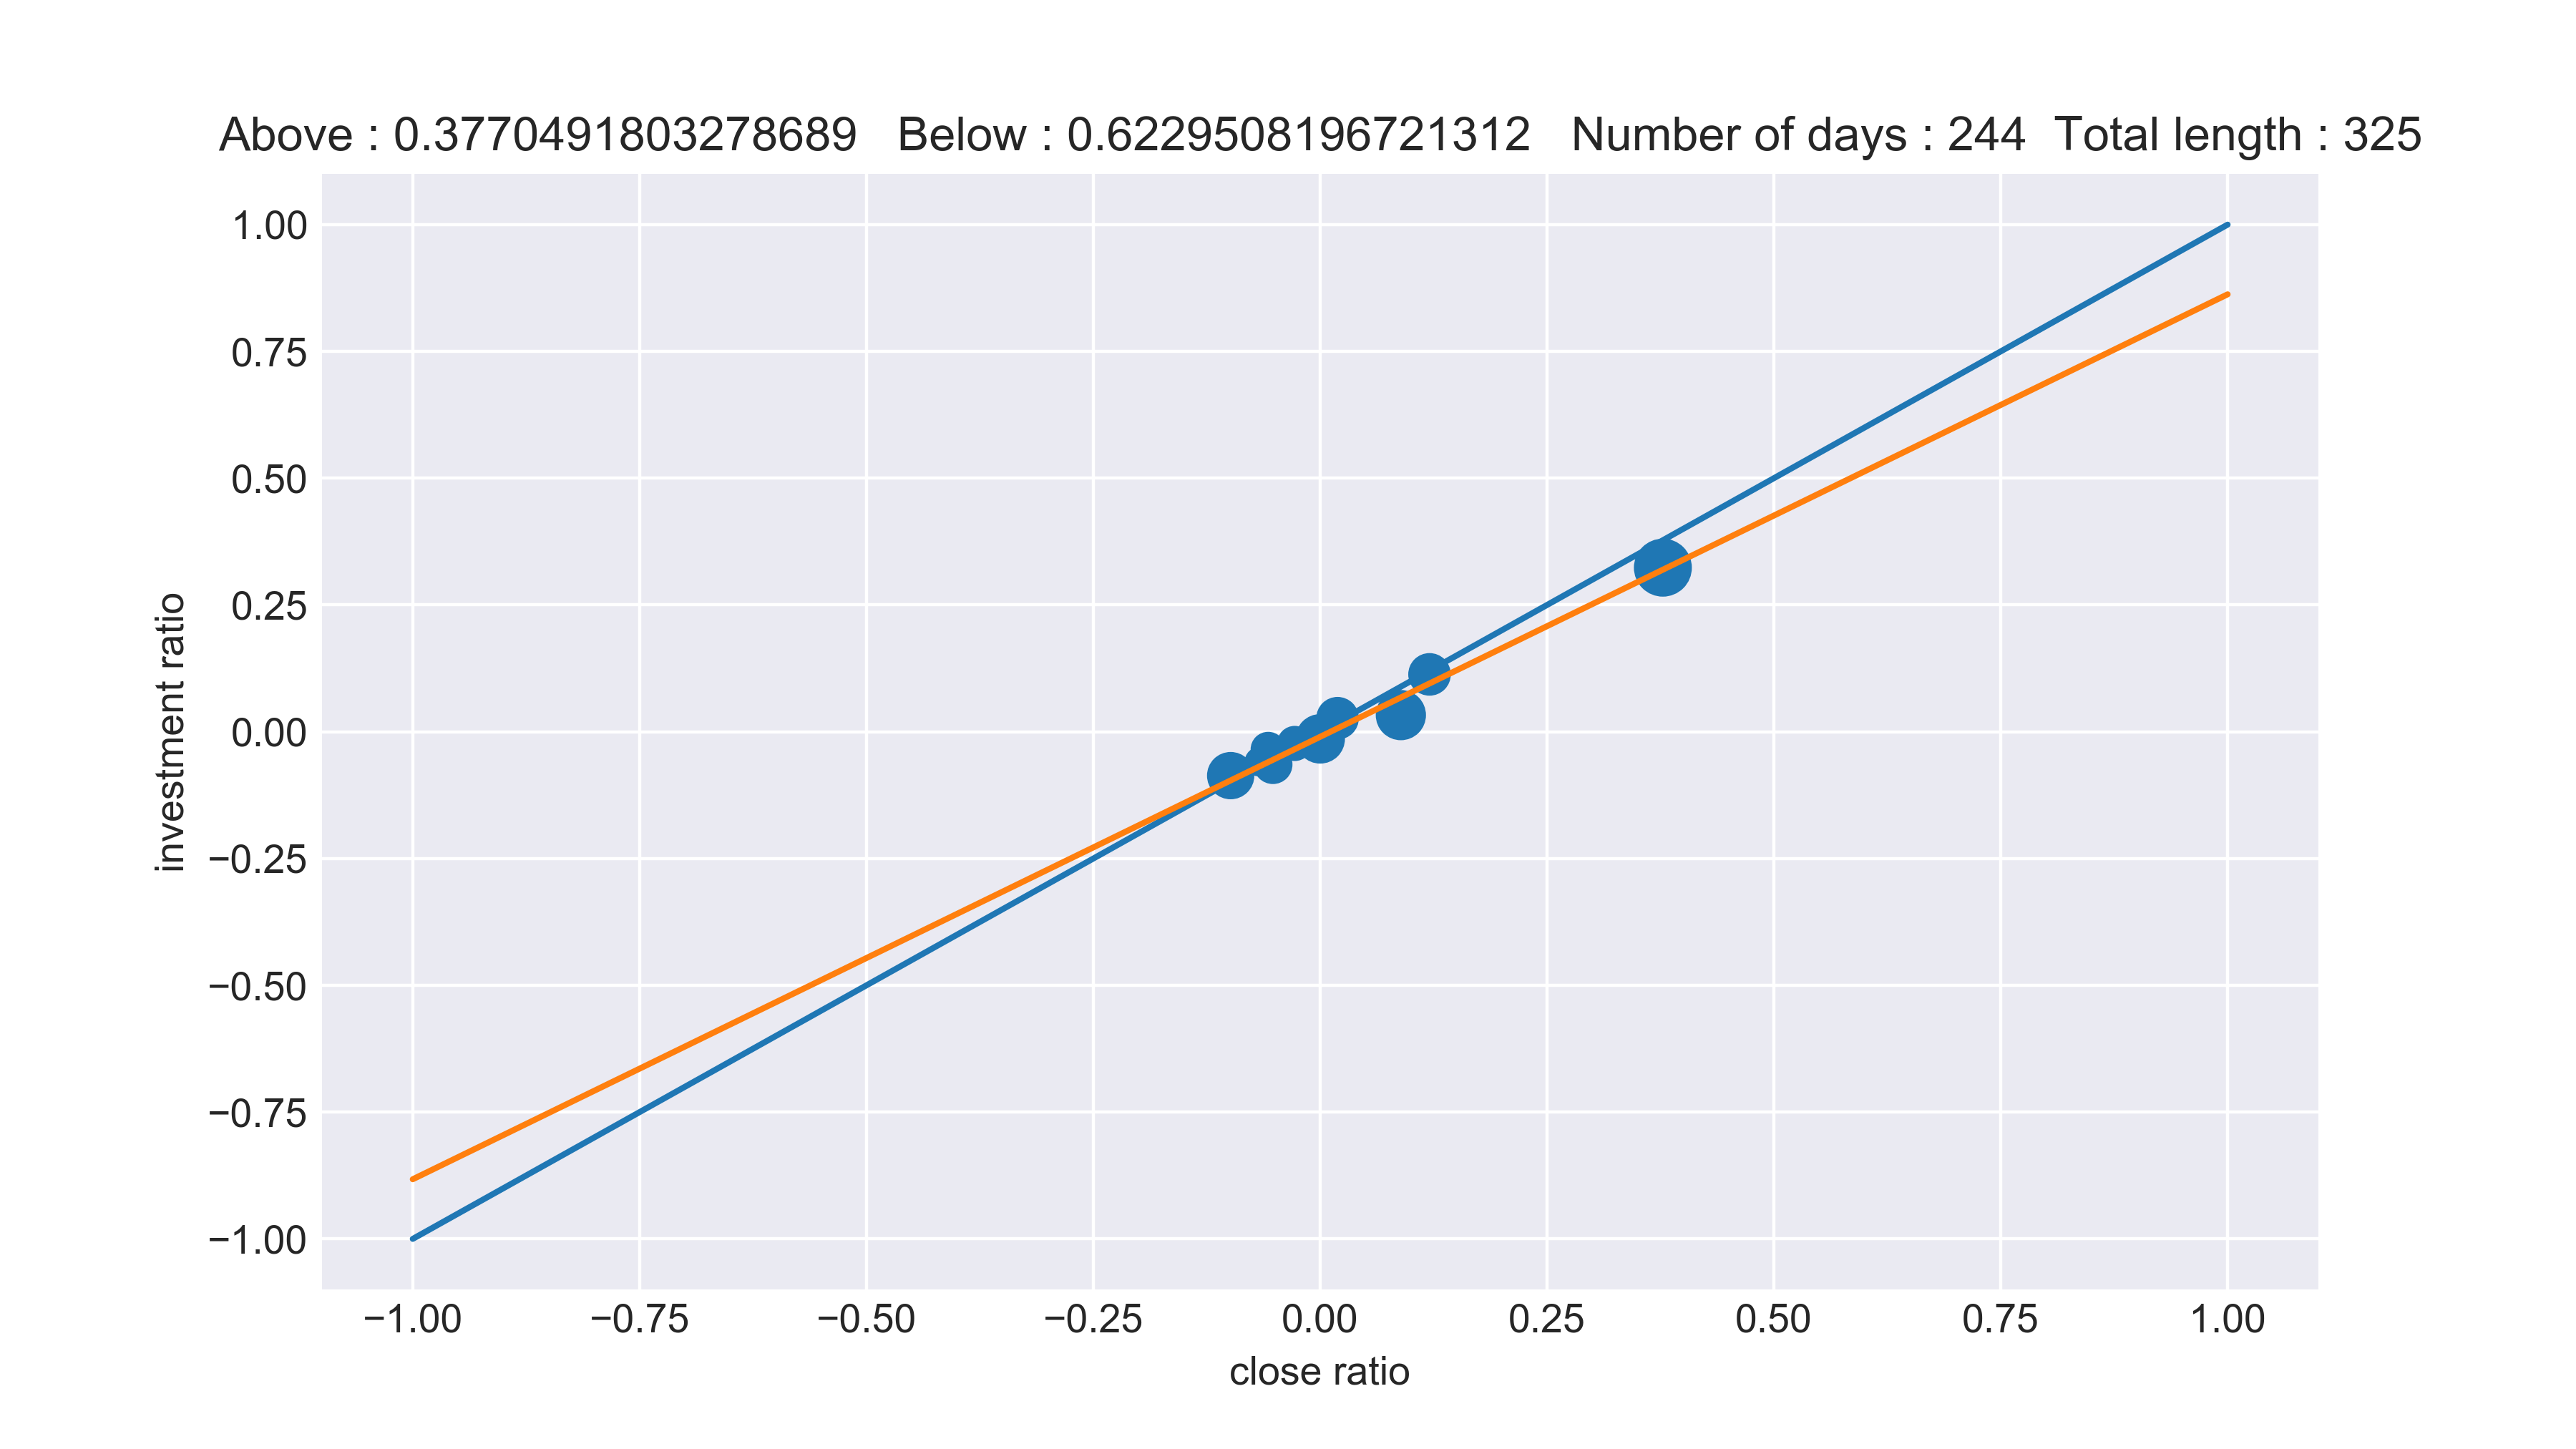 Above : 0.3770491803278689   Below : 0.6229508196721312   Number of days : 244  Total length : 325
1.00
0.75
0.50
0.25
0.00
−0.25
−0.50
−0.75
−1.00
investment ratio
−1.00 −0.75 −0.50 −0.25 0.00 0.25 0.50 0.75 1.00
close ratio